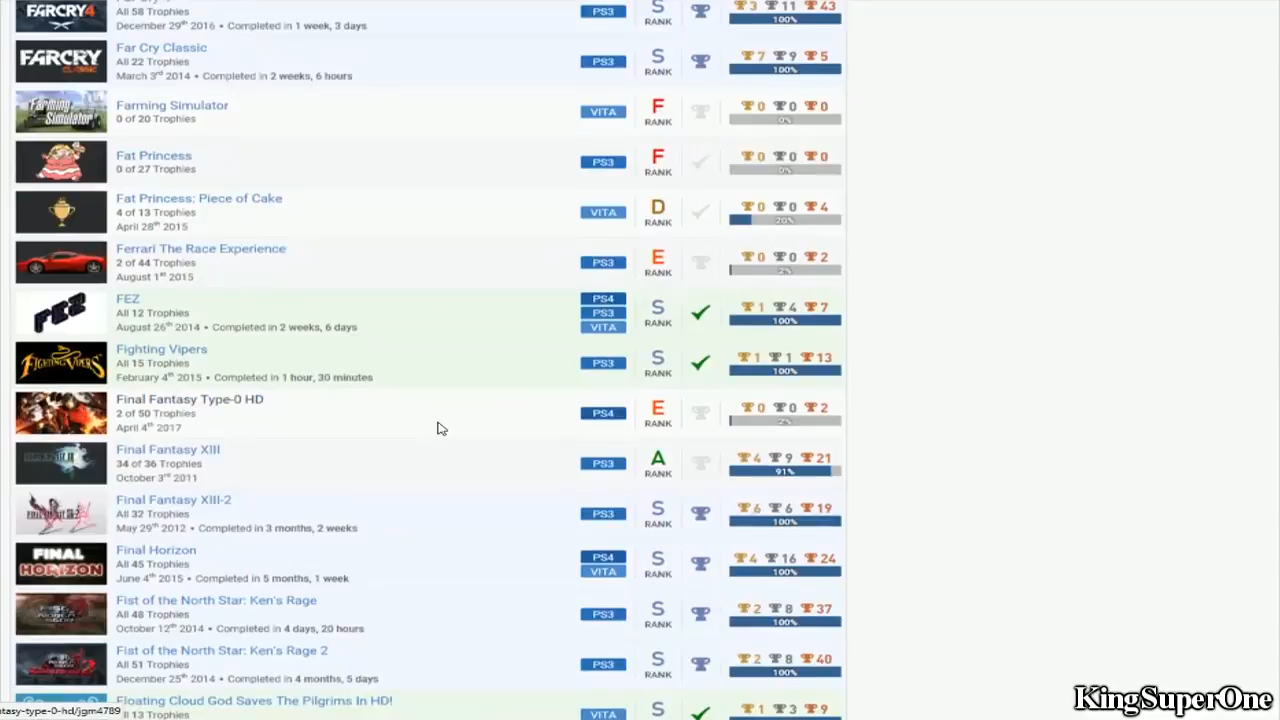 FARCRY4
All 58 Trophies
December 29th 2016 • Completed in 1 week, 3 days
PS3
S
RANK
3 11 43
100%
FARCRY
CLASSIC
Far Cry Classic
All 22 Trophies
March 3rd 2014 • Completed in 2 weeks, 6 hours
PS3
S
RANK
7 9 5
100%
Farming Simulator
Farming Simulator
0 of 20 Trophies
VITA
F
RANK
0 0 0
0%
Fat Princess
0 of 27 Trophies
PS3
F
RANK
0 0 0
0%
Fat Princess: Piece of Cake
4 of 13 Trophies
April 28th 2015
VITA
D
RANK
0 0 4
20%
Ferrari The Race Experience
2 of 44 Trophies
August 1st 2015
PS3
E
RANK
0 0 2
2%
FEZ
FEZ
All 12 Trophies
August 26th 2014 • Completed in 2 weeks, 6 days
PS4
PS3
VITA
S
RANK
1 4 7
100%
FIGHTING VIPERS
Fighting Vipers
All 15 Trophies
February 4th 2015 • Completed in 1 hour, 30 minutes
PS3
S
RANK
1 1 13
100%
Final Fantasy Type-0 HD
2 of 50 Trophies
April 4th 2017
PS4
E
RANK
0 0 2
2%
Final Fantasy XIII
34 of 36 Trophies
October 3rd 2011
PS3
A
RANK
4 9 21
91%
Final Fantasy XIII-2
All 32 Trophies
May 29th 2012 • Completed in 3 months, 2 weeks
PS3
S
RANK
6 6 19
100%
FINAL
HORIZON
Final Horizon
All 45 Trophies
June 4th 2015 • Completed in 5 months, 1 week
PS4
VITA
S
RANK
4 16 24
100%
Fist of the North Star: Ken's Rage
All 48 Trophies
October 12th 2014 • Completed in 4 days, 20 hours
PS3
S
RANK
2 8 37
100%
Fist of the North Star: Ken's Rage 2
All 51 Trophies
December 25th 2014 • Completed in 4 months, 5 days
PS3
S
RANK
2 8 40
100%
Floating Cloud God Saves The Pilgrims In HD!
All 13 Trophies
VITA
S
1 3 9
ntasy-type-0-hd/jgm4789
KingSuperOne